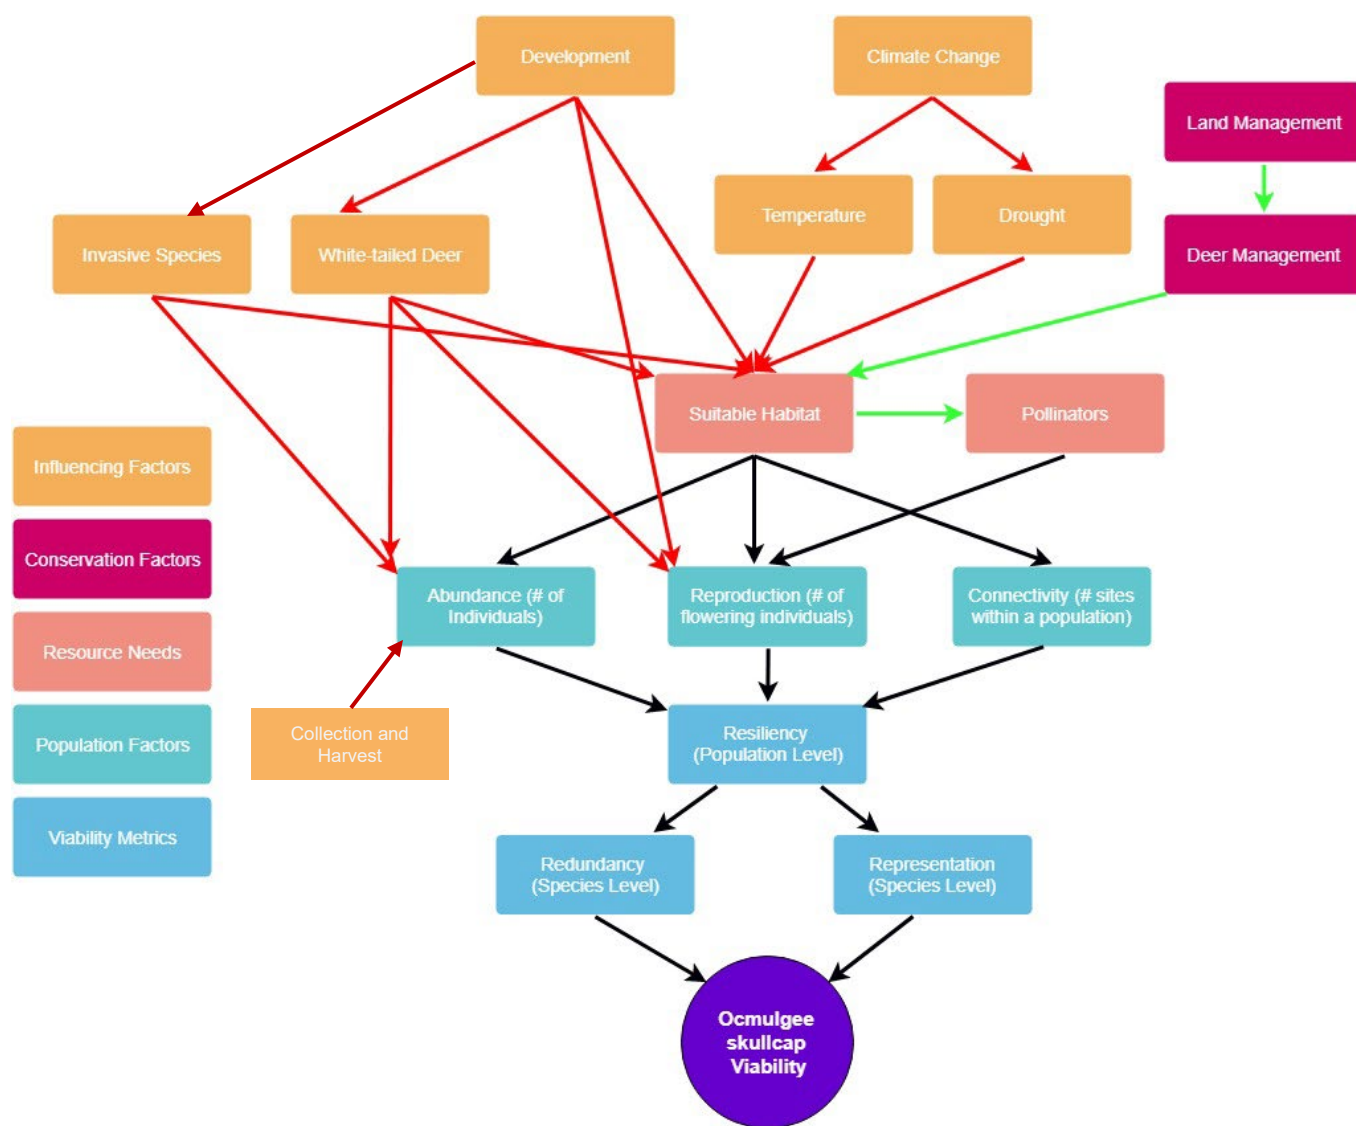 Development
Climate Change
Land Management
Temperature
Drought
Invasive Species
White-tailed Deer
Deer Management
Suitable Habitat
Pollinators
Influencing Factors
Conservation Factors
Resource Needs
Population Factors
Viability Metrics
Abundance (# of
Individuals)
Reproduction (# of
flowering individuals)
Connectivity (# sites
within a population)
Collection and
Harvest
Resiliency
(Population Level)
Redundancy
(Species Level)
Representation
(Species Level)
Ocmulgee
skullcap
Viability